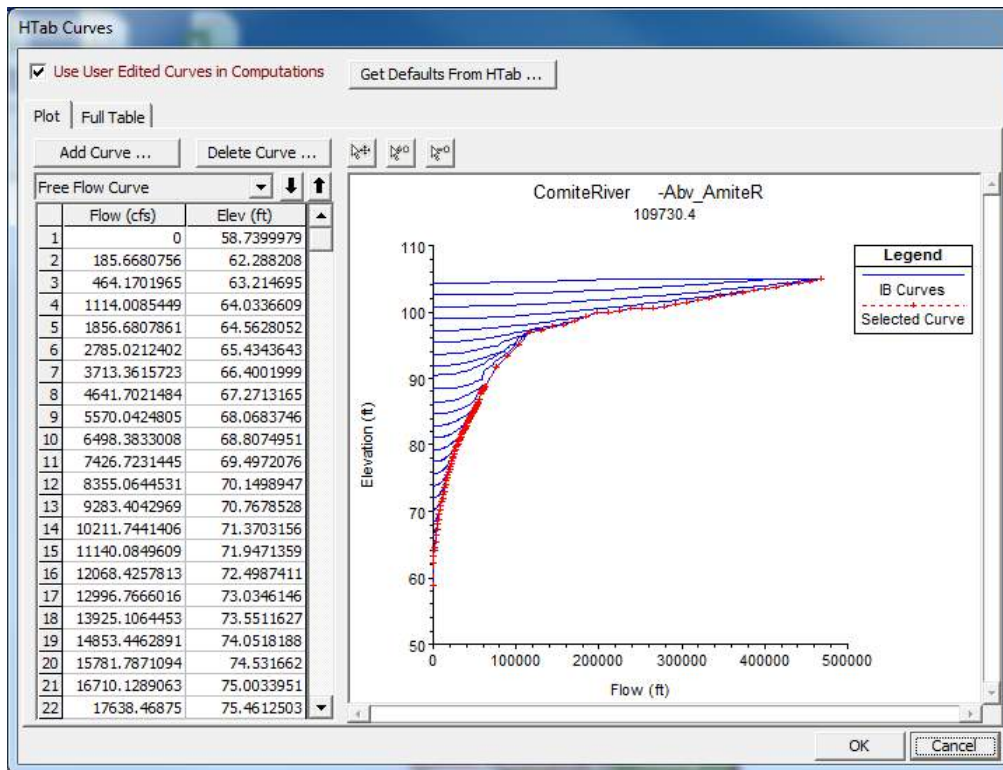 HTab Curves
Use User Edited Curves in Computations
Get Defaults From HTab ...
Plot
Full Table
Add Curve ...
Delete Curve ...
Free Flow Curve
Flow (cfs) Elev (ft)
1 0 58.7399979
2 185.6680756 62.288208
3 464.1701965 63.214695
4 1114.0085449 64.0336609
5 1856.6807861 64.5628052
6 2785.0212402 65.4343643
7 3713.3615723 66.4001999
8 4641.7021484 67.2713165
9 5570.0424805 68.0683746
10 6498.3833008 68.8074951
11 7426.7231445 69.4972076
12 8355.0644531 70.1498947
13 9283.4042969 70.7678528
14 10211.7441406 71.3703156
15 11140.0849609 71.9471359
16 12068.4257813 72.4987411
17 12996.7666016 73.0346146
18 13925.1064453 73.5511627
19 14853.4462891 74.0518188
20 15781.7871094 74.531662
21 16710.1289063 75.0033951
22 17638.46875 75.4612503
ComiteRiver -Abv_AmiteR
109730.4
Elevation (ft)
110
100
90
80
70
60
50
0 100000 200000 300000 400000 500000
Flow (ft)
Legend
IB Curves
Selected Curve
OK
Cancel